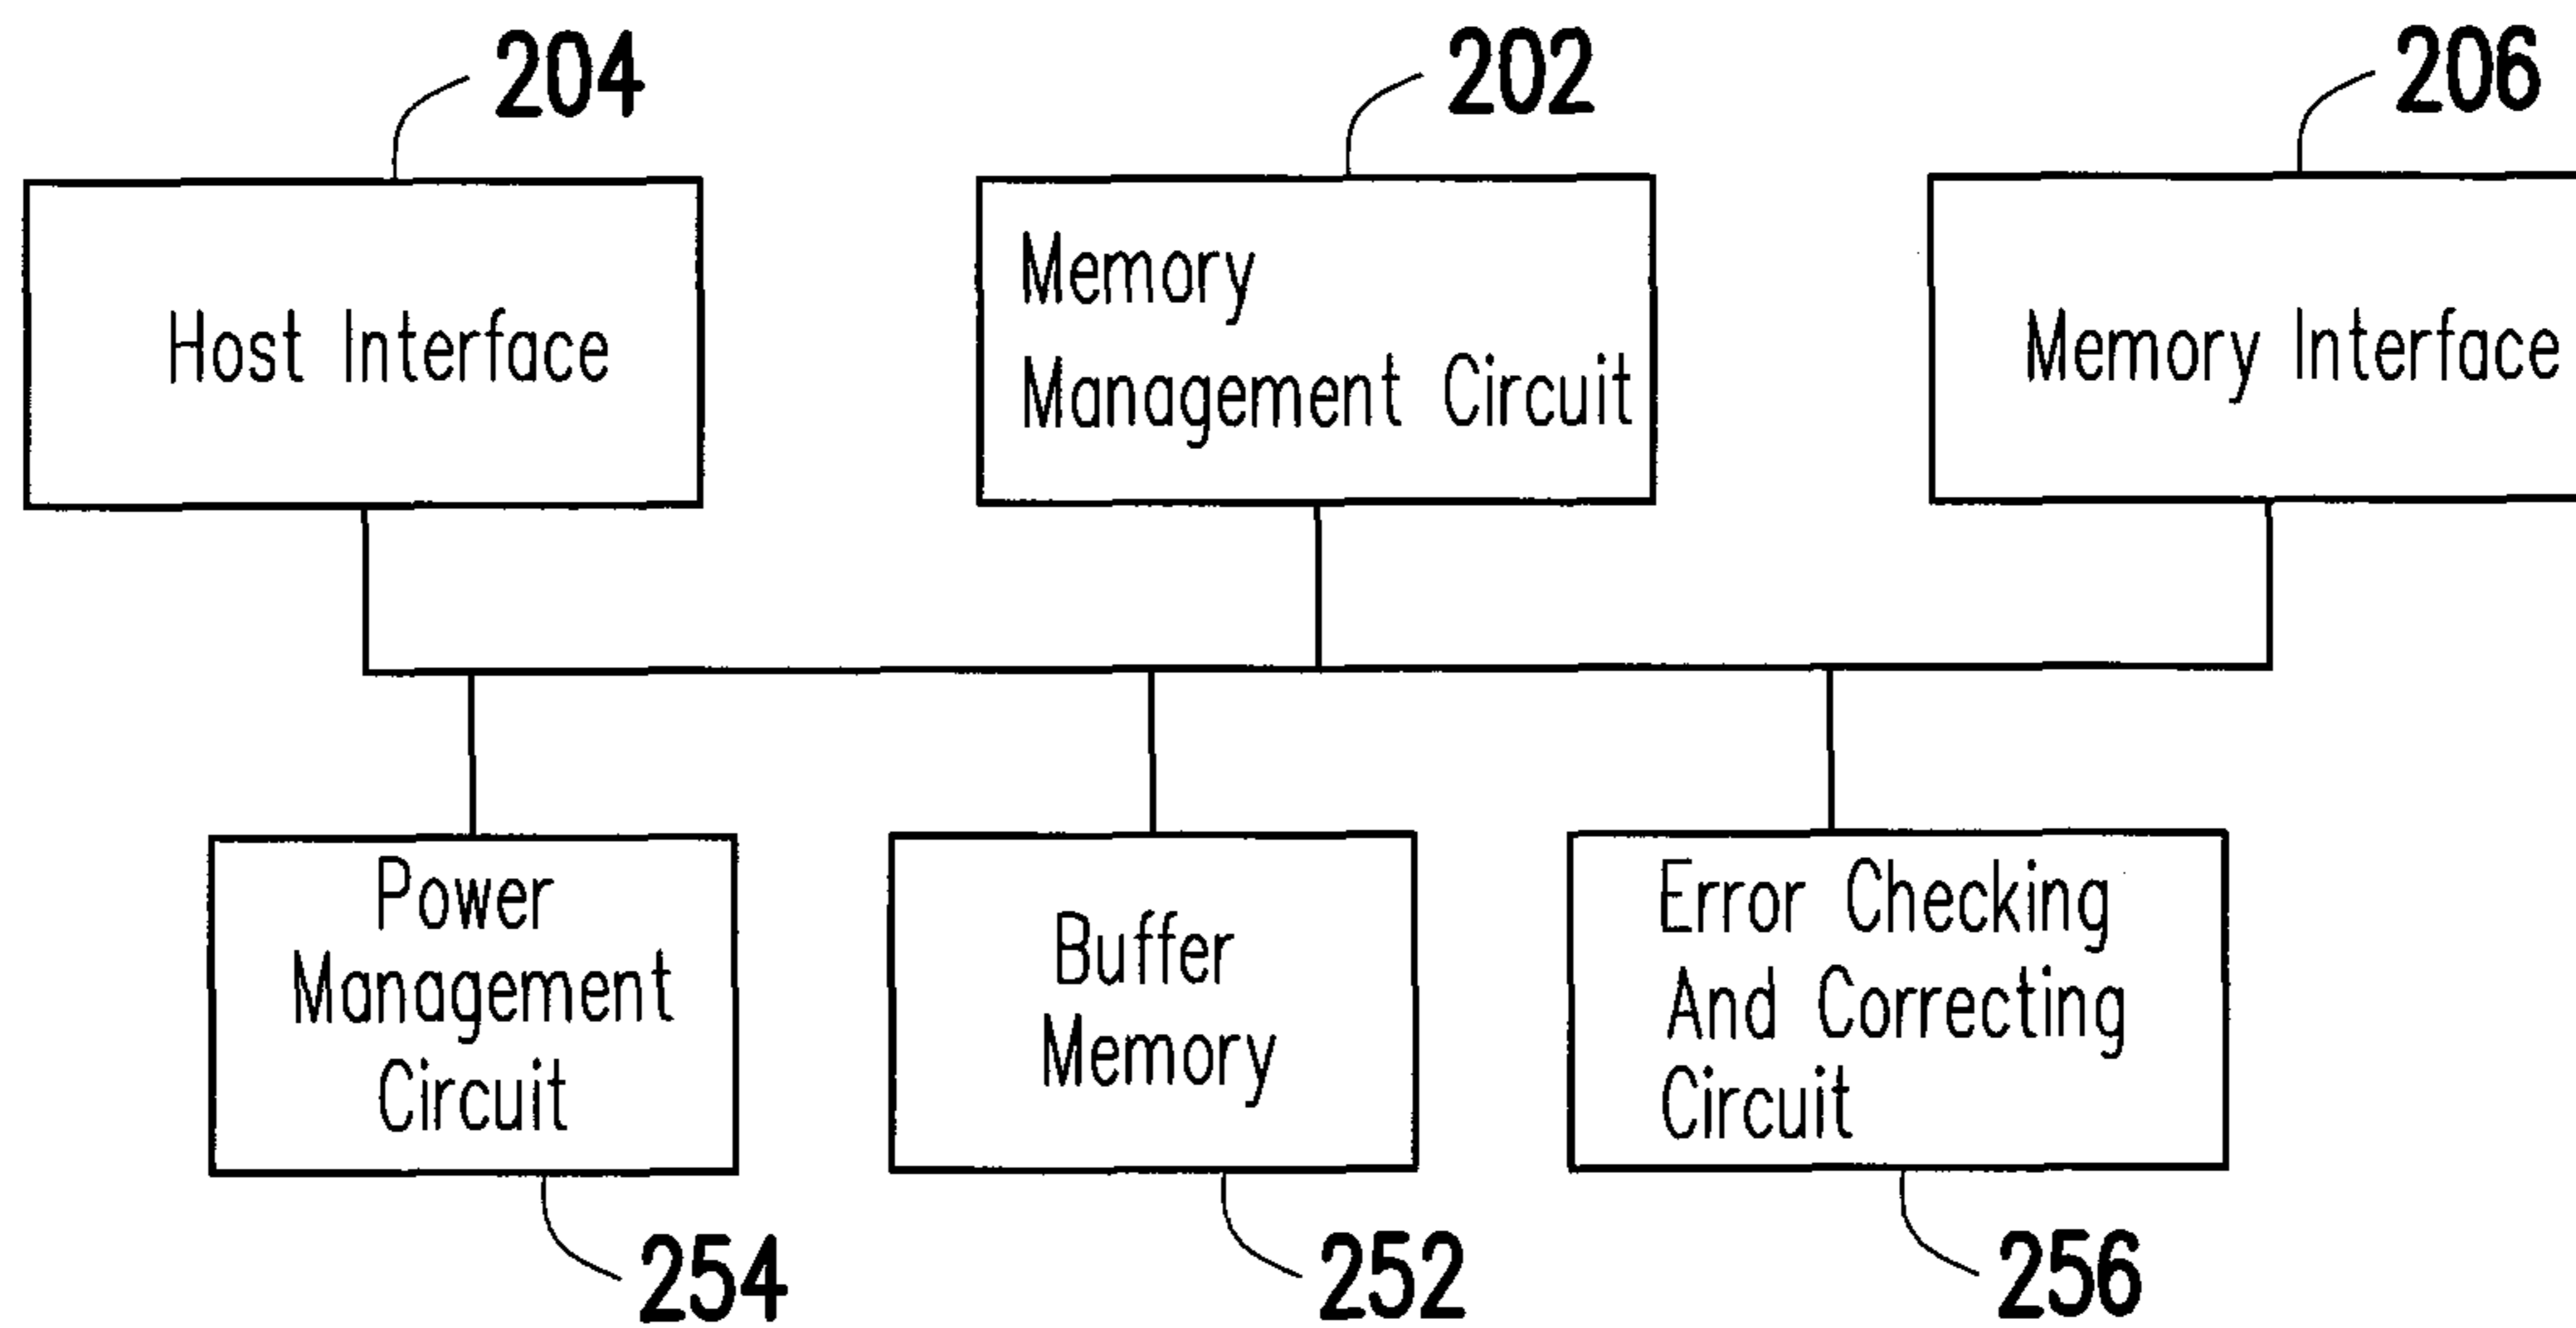 204
202
206
Host Interface
Memory
Management Circuit
Memory Interface
Power
Management
Circuit
Buffer
Memory
Error Checking
And Correcting
Circuit
254
252
256